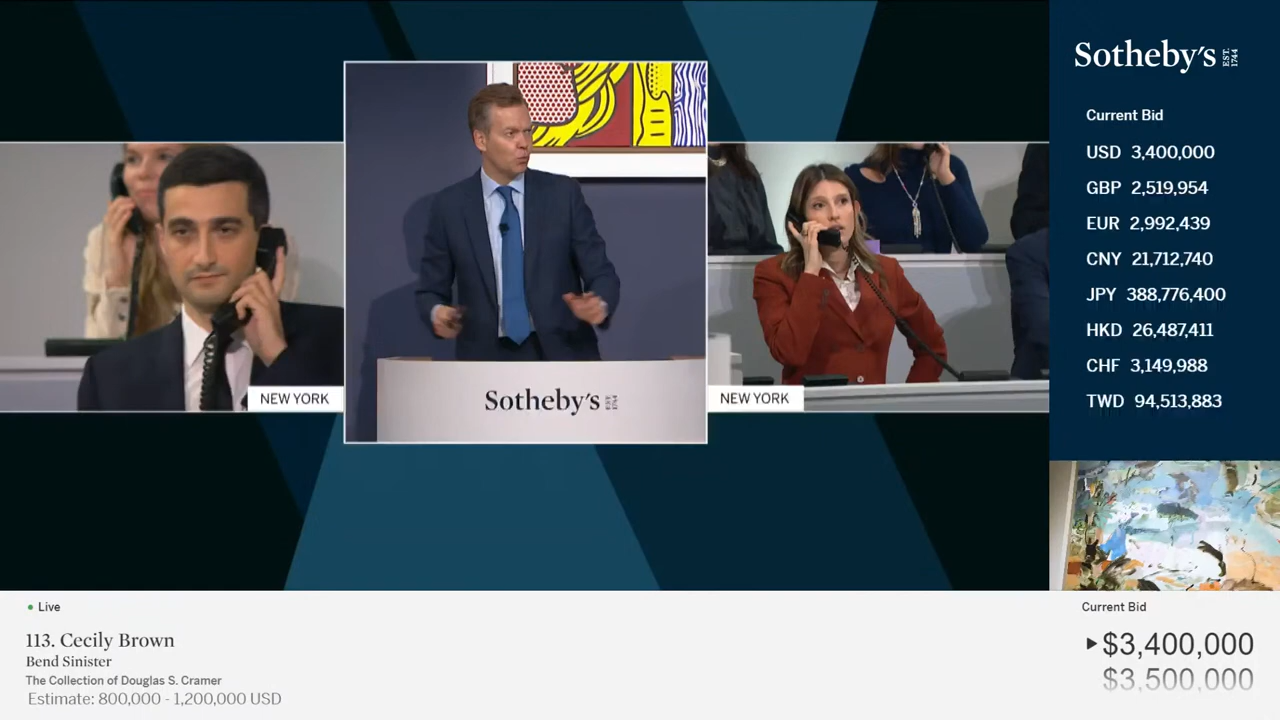 Sotheby's EST. 1744
Current Bid
USD 3,400,000
GBP 2,519,954
EUR 2,992,439
CNY 21,712,740
JPY 388,776,400
HKD 26,487,411
CHF 3,149,988
TWD 94,513,883
NEW YORK
Sotheby's EST. 1744
NEW YORK
Live
113. Cecily Brown
Bend Sinister
The Collection of Douglas S. Cramer
Estimate: 800,000 - 1,200,000 USD
Current Bid
$3,400,000
$3,500,000